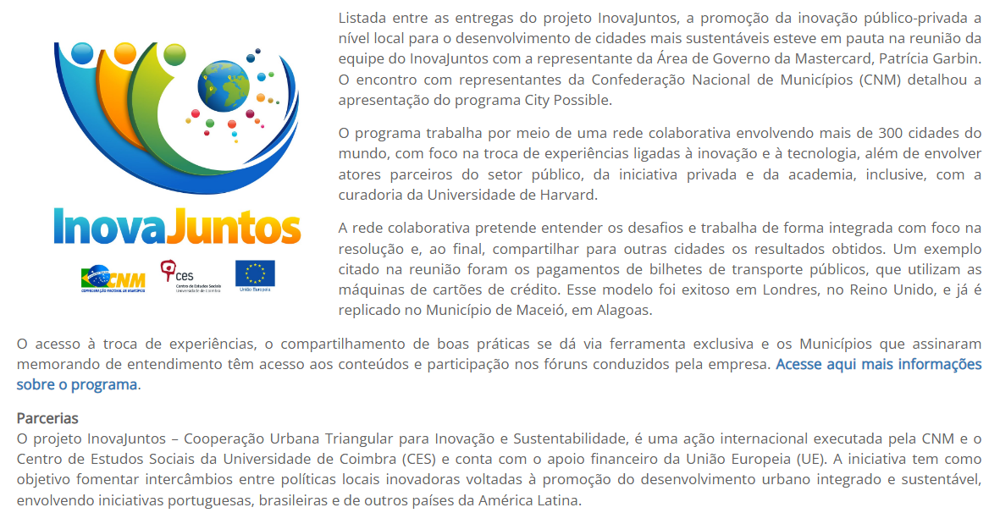 Listada entre as entregas do projeto InovaJuntos, a promoção da inovação público-privada a
nível local para o desenvolvimento de cidades mais sustentáveis esteve em pauta na reunião da
equipe do InovaJuntos com a representante da Área de Governo da Mastercard, Patrícia Garbin.
O encontro com representantes da Confederação Nacional de Municípios (CNM) detalhou a
apresentação do programa City Possible.
O programa trabalha por meio de uma rede colaborativa envolvendo mais de 300 cidades do
mundo, com foco na troca de experiências ligadas à inovação e à tecnologia, além de envolver
atores parceiros do setor público, da iniciativa privada e da academia, inclusive, com a
curadoria da Universidade de Harvard.
InovaJuntos
CNM
CONFEDERAÇÃO NACIONAL DE MUNICÍPIOS
ces
Centro de Estudos Sociais
Universidade de Coimbra
União Europeia
A rede colaborativa pretende entender os desafios e trabalha de forma integrada com foco na
resolução e, ao final, compartilhar para outras cidades os resultados obtidos. Um exemplo
citado na reunião foram os pagamentos de bilhetes de transporte públicos, que utilizam as
máquinas de cartões de crédito. Esse modelo foi exitoso em Londres, no Reino Unido, e já é
replicado no Município de Maceió, em Alagoas.
O acesso à troca de experiências, o compartilhamento de boas práticas se dá via ferramenta exclusiva e os Municípios que assinaram
memorando de entendimento têm acesso aos conteúdos e participação nos fóruns conduzidos pela empresa. Acesse aqui mais informações
sobre o programa.
Parcerias
O projeto InovaJuntos – Cooperação Urbana Triangular para Inovação e Sustentabilidade, é uma ação internacional executada pela CNM e o
Centro de Estudos Sociais da Universidade de Coimbra (CES) e conta com o apoio financeiro da União Europeia (UE). A iniciativa tem como
objetivo fomentar intercâmbios entre políticas locais inovadoras voltadas à promoção do desenvolvimento urbano integrado e sustentável,
envolvendo iniciativas portuguesas, brasileiras e de outros países da América Latina.